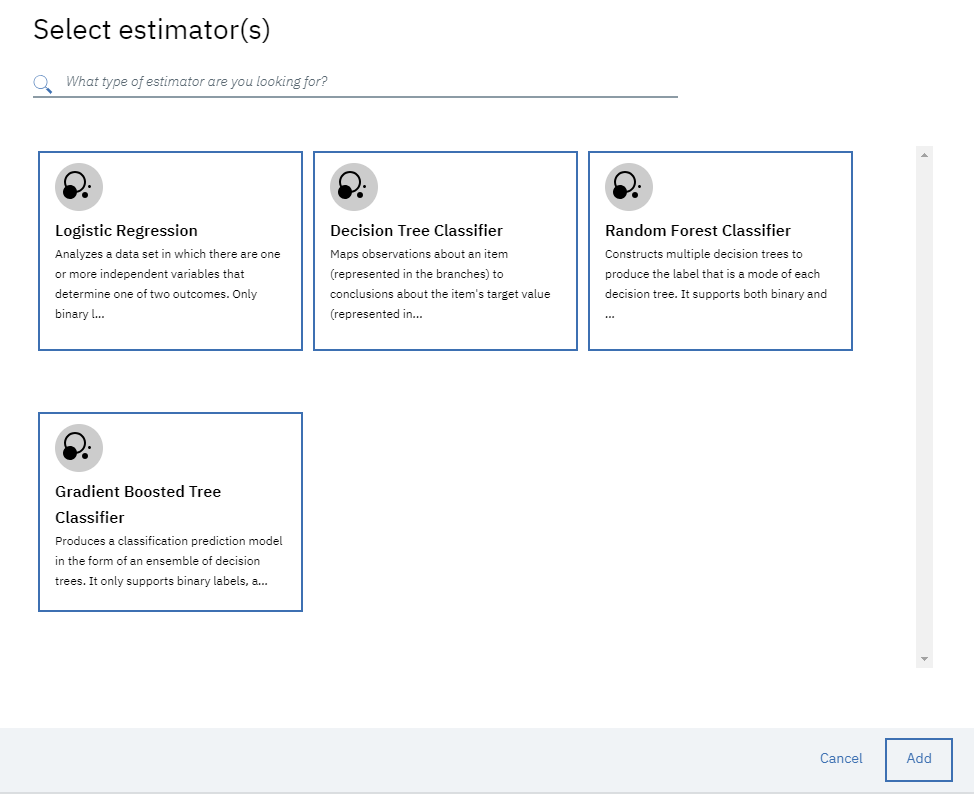 Select estimator(s)
What type of estimator are you looking for?
Logistic Regression
Analyzes a data set in which there are one
or more independent variables that
determine one of two outcomes. Only
binary l...
Decision Tree Classifier
Maps observations about an item
(represented in the branches) to
conclusions about the item's target value
(represented in...
Random Forest Classifier
Constructs multiple decision trees to
produce the label that is a mode of each
decision tree. It supports both binary and
...
Gradient Boosted Tree
Classifier
Produces a classification prediction model
in the form of an ensemble of decision
trees. It only supports binary labels, a...
Cancel
Add